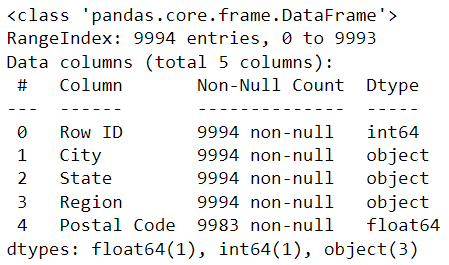 <class 'pandas.core.frame.DataFrame'>
RangeIndex: 9994 entries, 0 to 9993
Data columns (total 5 columns):
 #   Column       Non-Null Count  Dtype
---  ------       --------------  -----
 0   Row ID       9994 non-null   int64
 1   City         9994 non-null   object
 2   State        9994 non-null   object
 3   Region       9994 non-null   object
 4   Postal Code  9983 non-null   float64
dtypes: float64(1), int64(1), object(3)